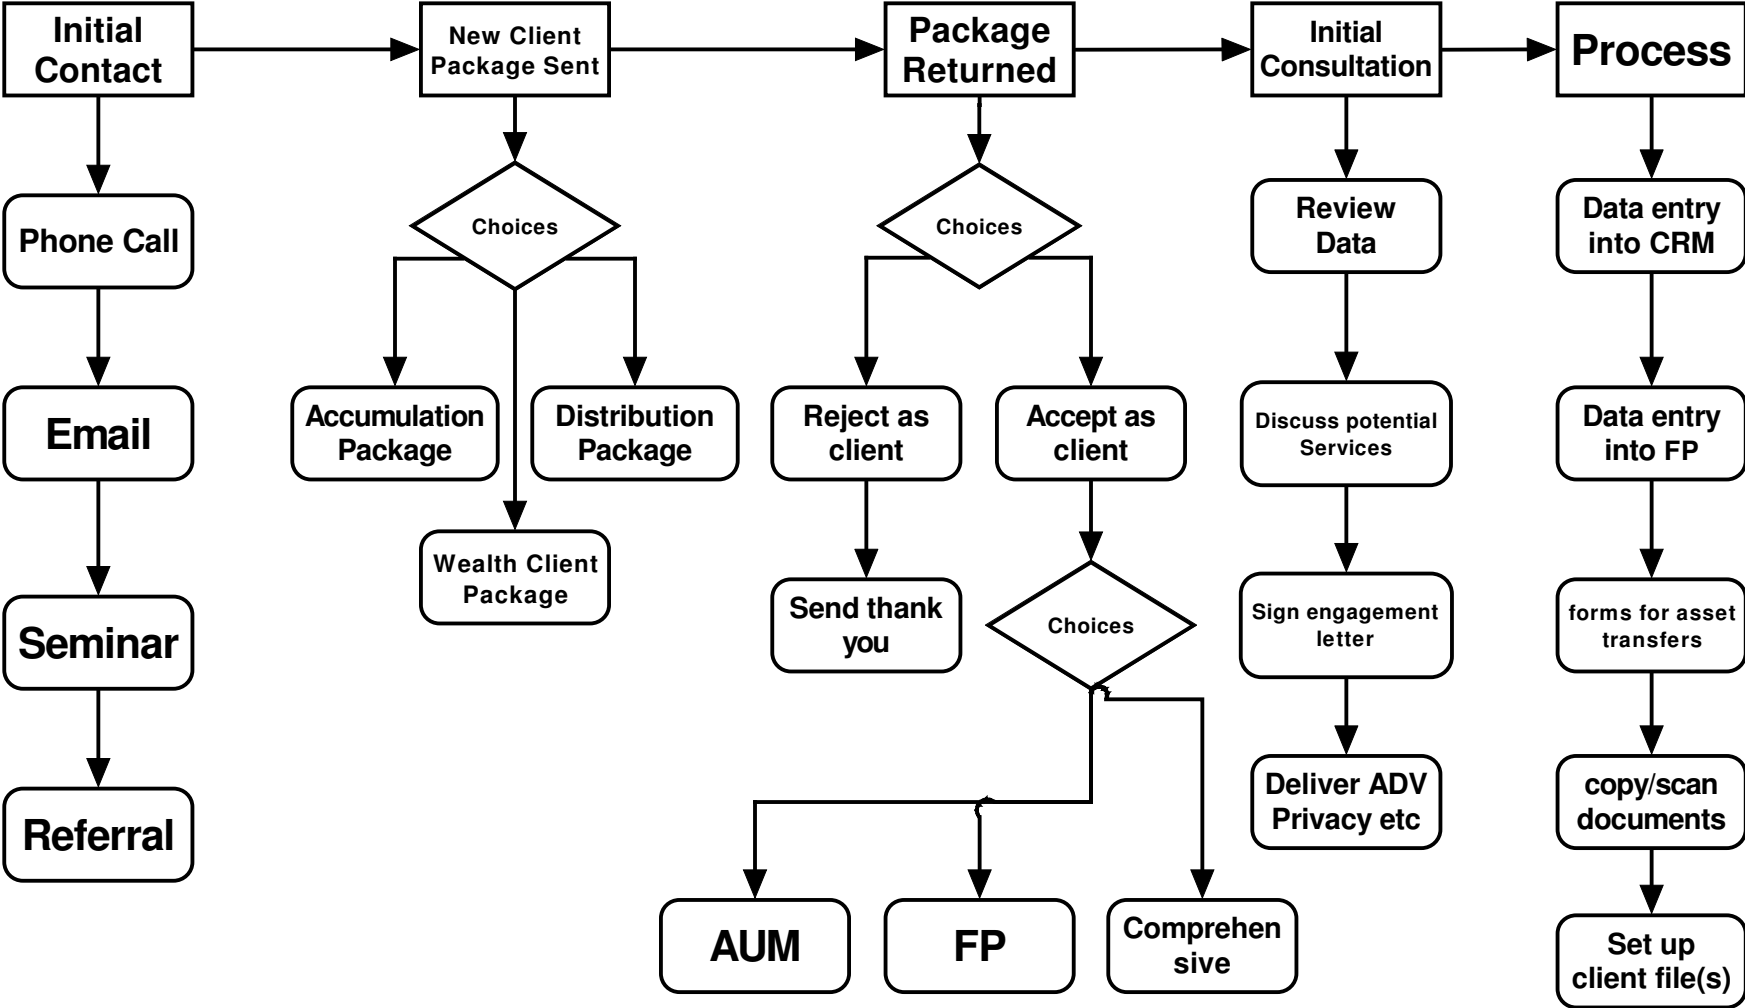 Initial
Contact
New Client
Package Sent
Package
Returned
Initial
Consultation
Process
Phone Call
Email
Seminar
Referral
Choices
Accumulation
Package
Distribution
Package
Wealth Client
Package
Choices
Reject as
client
Accept as
client
Send thank
you
Choices
AUM
FP
Comprehen
sive
Review
Data
Discuss potential
Services
Sign engagement
letter
Deliver ADV
Privacy etc
Data entry
into CRM
Data entry
into FP
forms for asset
transfers
copy/scan
documents
Set up
client file(s)